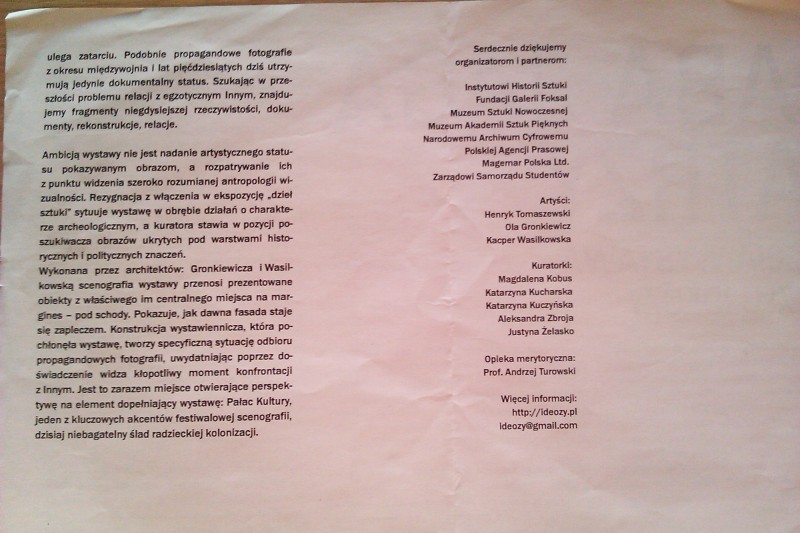 ulega zatarciu. Podobnie propagandowe fotografie
z okresu międzywojnia i lat pięćdziesiątych dziś utrzy-
mują jedynie dokumentalny status. Szukając w prze-
szłości problemu relacji z egzotycznym Innym, znajdu-
jemy fragmenty niegdysiejszej rzeczywistości, doku-
menty, rekonstrukcje, relacje.
Ambicją wystawy nie jest nadanie artystycznego statu-
su pokazywanym obrazom, a rozpatrywanie ich
z punktu widzenia szeroko rozumianej antropologii wi-
zualności. Rezygnacja z włączenia w ekspozycję „dzieł
sztuki" sytuuje wystawę w obrębie działań o charakte-
rze archeologicznym, a kuratora stawia w pozycji po-
szukiwacza obrazów ukrytych pod warstwami histo-
rycznych i politycznych znaczeń.
Wykonana przez architektów: Gronkiewicza i Wasil-
kowską scenografia wystawy przenosi prezentowane
obiekty z właściwego im centralnego miejsca na mar-
gines – pod schody. Pokazuje, jak dawna fasada staje
się zapleczem. Konstrukcja wystawiennicza, która po-
chłonęła wystawę, tworzy specyficzną sytuację odbioru
propagandowych fotografii, uwydatniając poprzez do-
świadczenie widza kłopotliwy moment konfrontacji
z Innym. Jest to zarazem miejsce otwierające perspek-
tywę na element dopełniający wystawę: Pałac Kultury,
jeden z kluczowych akcentów festiwalowej scenografii,
dzisiaj niebagatelny ślad radzieckiej kolonizacji.
Serdecznie dziękujemy
organizatorom i partnerom:
Instytutowi Historii Sztuki
Fundacji Galerii Foksal
Muzeum Sztuki Nowoczesnej
Muzeum Akademii Sztuk Pięknych
Narodowemu Archiwum Cyfrowemu
Polskiej Agencji Prasowej
Magemar Polska Ltd.
Zarządowi Samorządu Studentów
Artyści:
Henryk Tomaszewski
Ola Gronkiewicz
Kacper Wasilkowska
Kuratorki:
Magdalena Kobus
Katarzyna Kucharska
Katarzyna Kuczyńska
Aleksandra Zbroja
Justyna Żelasko
Opieka merytoryczna:
Prof. Andrzej Turowski
Więcej informacji:
http://ideozy.pl
ideozy@gmail.com